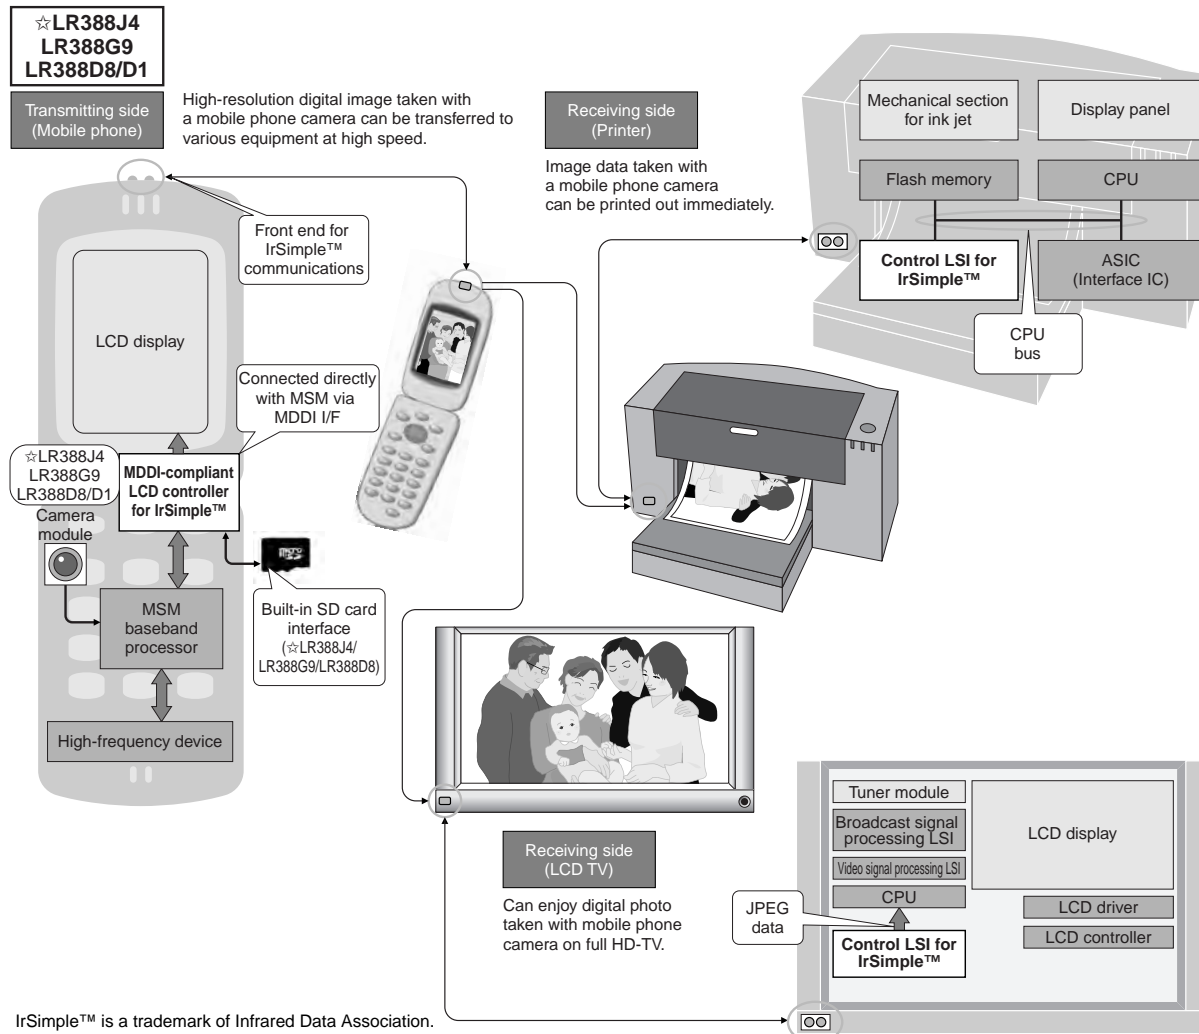 ☆LR388J4
LR388G9
LR388D8/D1
Transmitting side
(Mobile phone)
High-resolution digital image taken with
a mobile phone camera can be transferred to
various equipment at high speed.
Front end for
IrSimple™
communications
LCD display
Connected directly
with MSM via
MDDI I/F
☆LR388J4
LR388G9
LR388D8/D1
MDDI-compliant
LCD controller
for IrSimple™
Camera
module
micro
SD
MSM
baseband
processor
Built-in SD card
interface
(☆LR388J4/
LR388G9/LR388D8)
High-frequency device
Receiving side
(Printer)
Image data taken with
a mobile phone camera
can be printed out immediately.
Mechanical section
for ink jet
Display panel
Flash memory
CPU
Control LSI for
IrSimple™
ASIC
(Interface IC)
CPU
bus
Receiving side
(LCD TV)
Can enjoy digital photo
taken with mobile phone
camera on full HD-TV.
Tuner module
Broadcast signal
processing LSI
Video signal processing LSI
CPU
JPEG
data
Control LSI for
IrSimple™
LCD display
LCD driver
LCD controller
IrSimple™ is a trademark of Infrared Data Association.